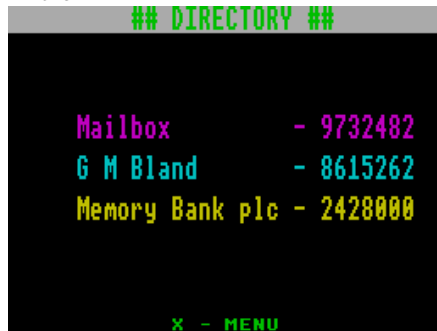 ## DIRECTORY ##
Mailbox - 9732482
G M Bland - 8615262
Memory Bank plc - 2428000
X - MENU